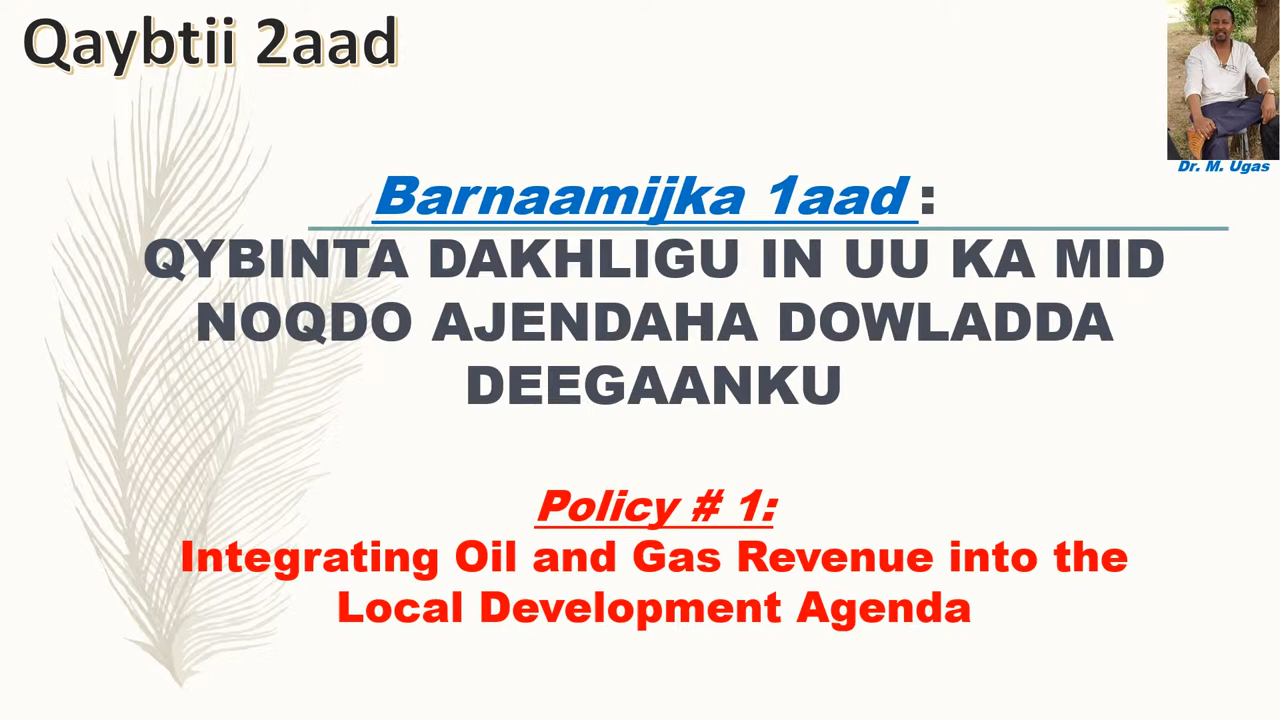 Qaybtii 2aad
Dr. M. Ugas
Barnaamijka 1aad :
QYBINTA DAKHLIGU IN UU KA MID
NOQDO AJENDAHA DOWLADDA
DEEGAANKU
Policy # 1:
Integrating Oil and Gas Revenue into the
Local Development Agenda